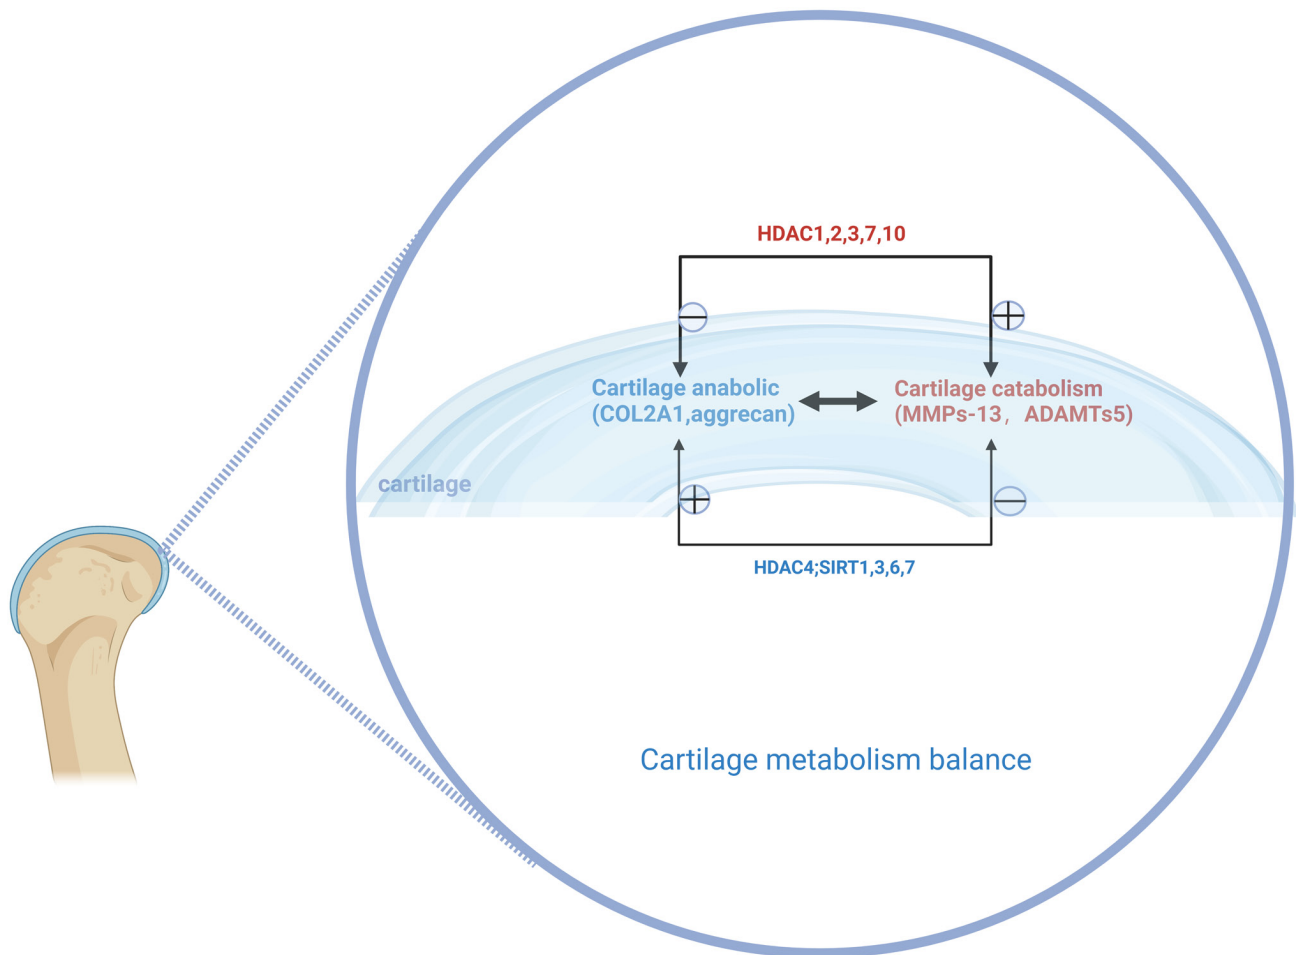 HDAC1,2,3,7,10
Cartilage anabolic
(COL2A1,aggrecan)
Cartilage catabolism
(MMPs-13， ADAMTs5)
cartilage
HDAC4;SIRT1,3,6,7
Cartilage metabolism balance